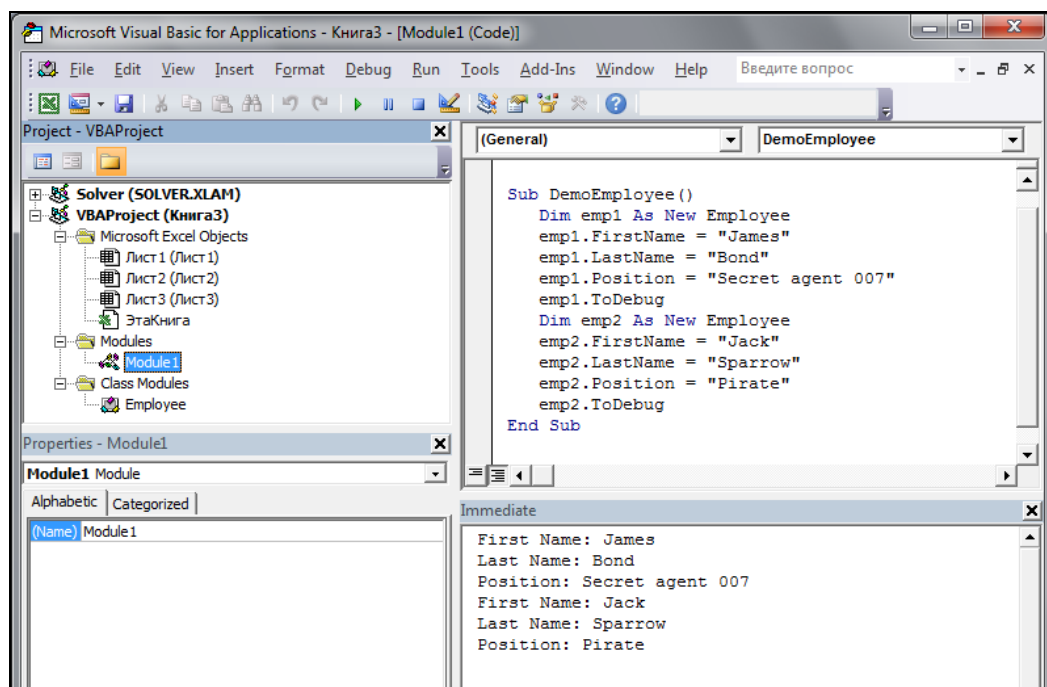 Microsoft Visual Basic for Applications - Книга3 - [Module1 (Code)]
File Edit View Insert Format Debug Run Tools Add-Ins Window Help Введите вопрос
Project - VBAProject
Solver (SOLVER.XLAM)
VBAProject (Книга3)
Microsoft Excel Objects
Лист1 (Лист1)
Лист2 (Лист2)
Лист3 (Лист3)
ЭтаКнига
Modules
Module1
Class Modules
Employee
Properties - Module1
Module1 Module
Alphabetic Categorized
(Name) Module1
(General) DemoEmployee
Sub DemoEmployee()
Dim emp1 As New Employee
emp1.FirstName = "James"
emp1.LastName = "Bond"
emp1.Position = "Secret agent 007"
emp1.ToDebug
Dim emp2 As New Employee
emp2.FirstName = "Jack"
emp2.LastName = "Sparrow"
emp2.Position = "Pirate"
emp2.ToDebug
End Sub
Immediate
First Name: James
Last Name: Bond
Position: Secret agent 007
First Name: Jack
Last Name: Sparrow
Position: Pirate